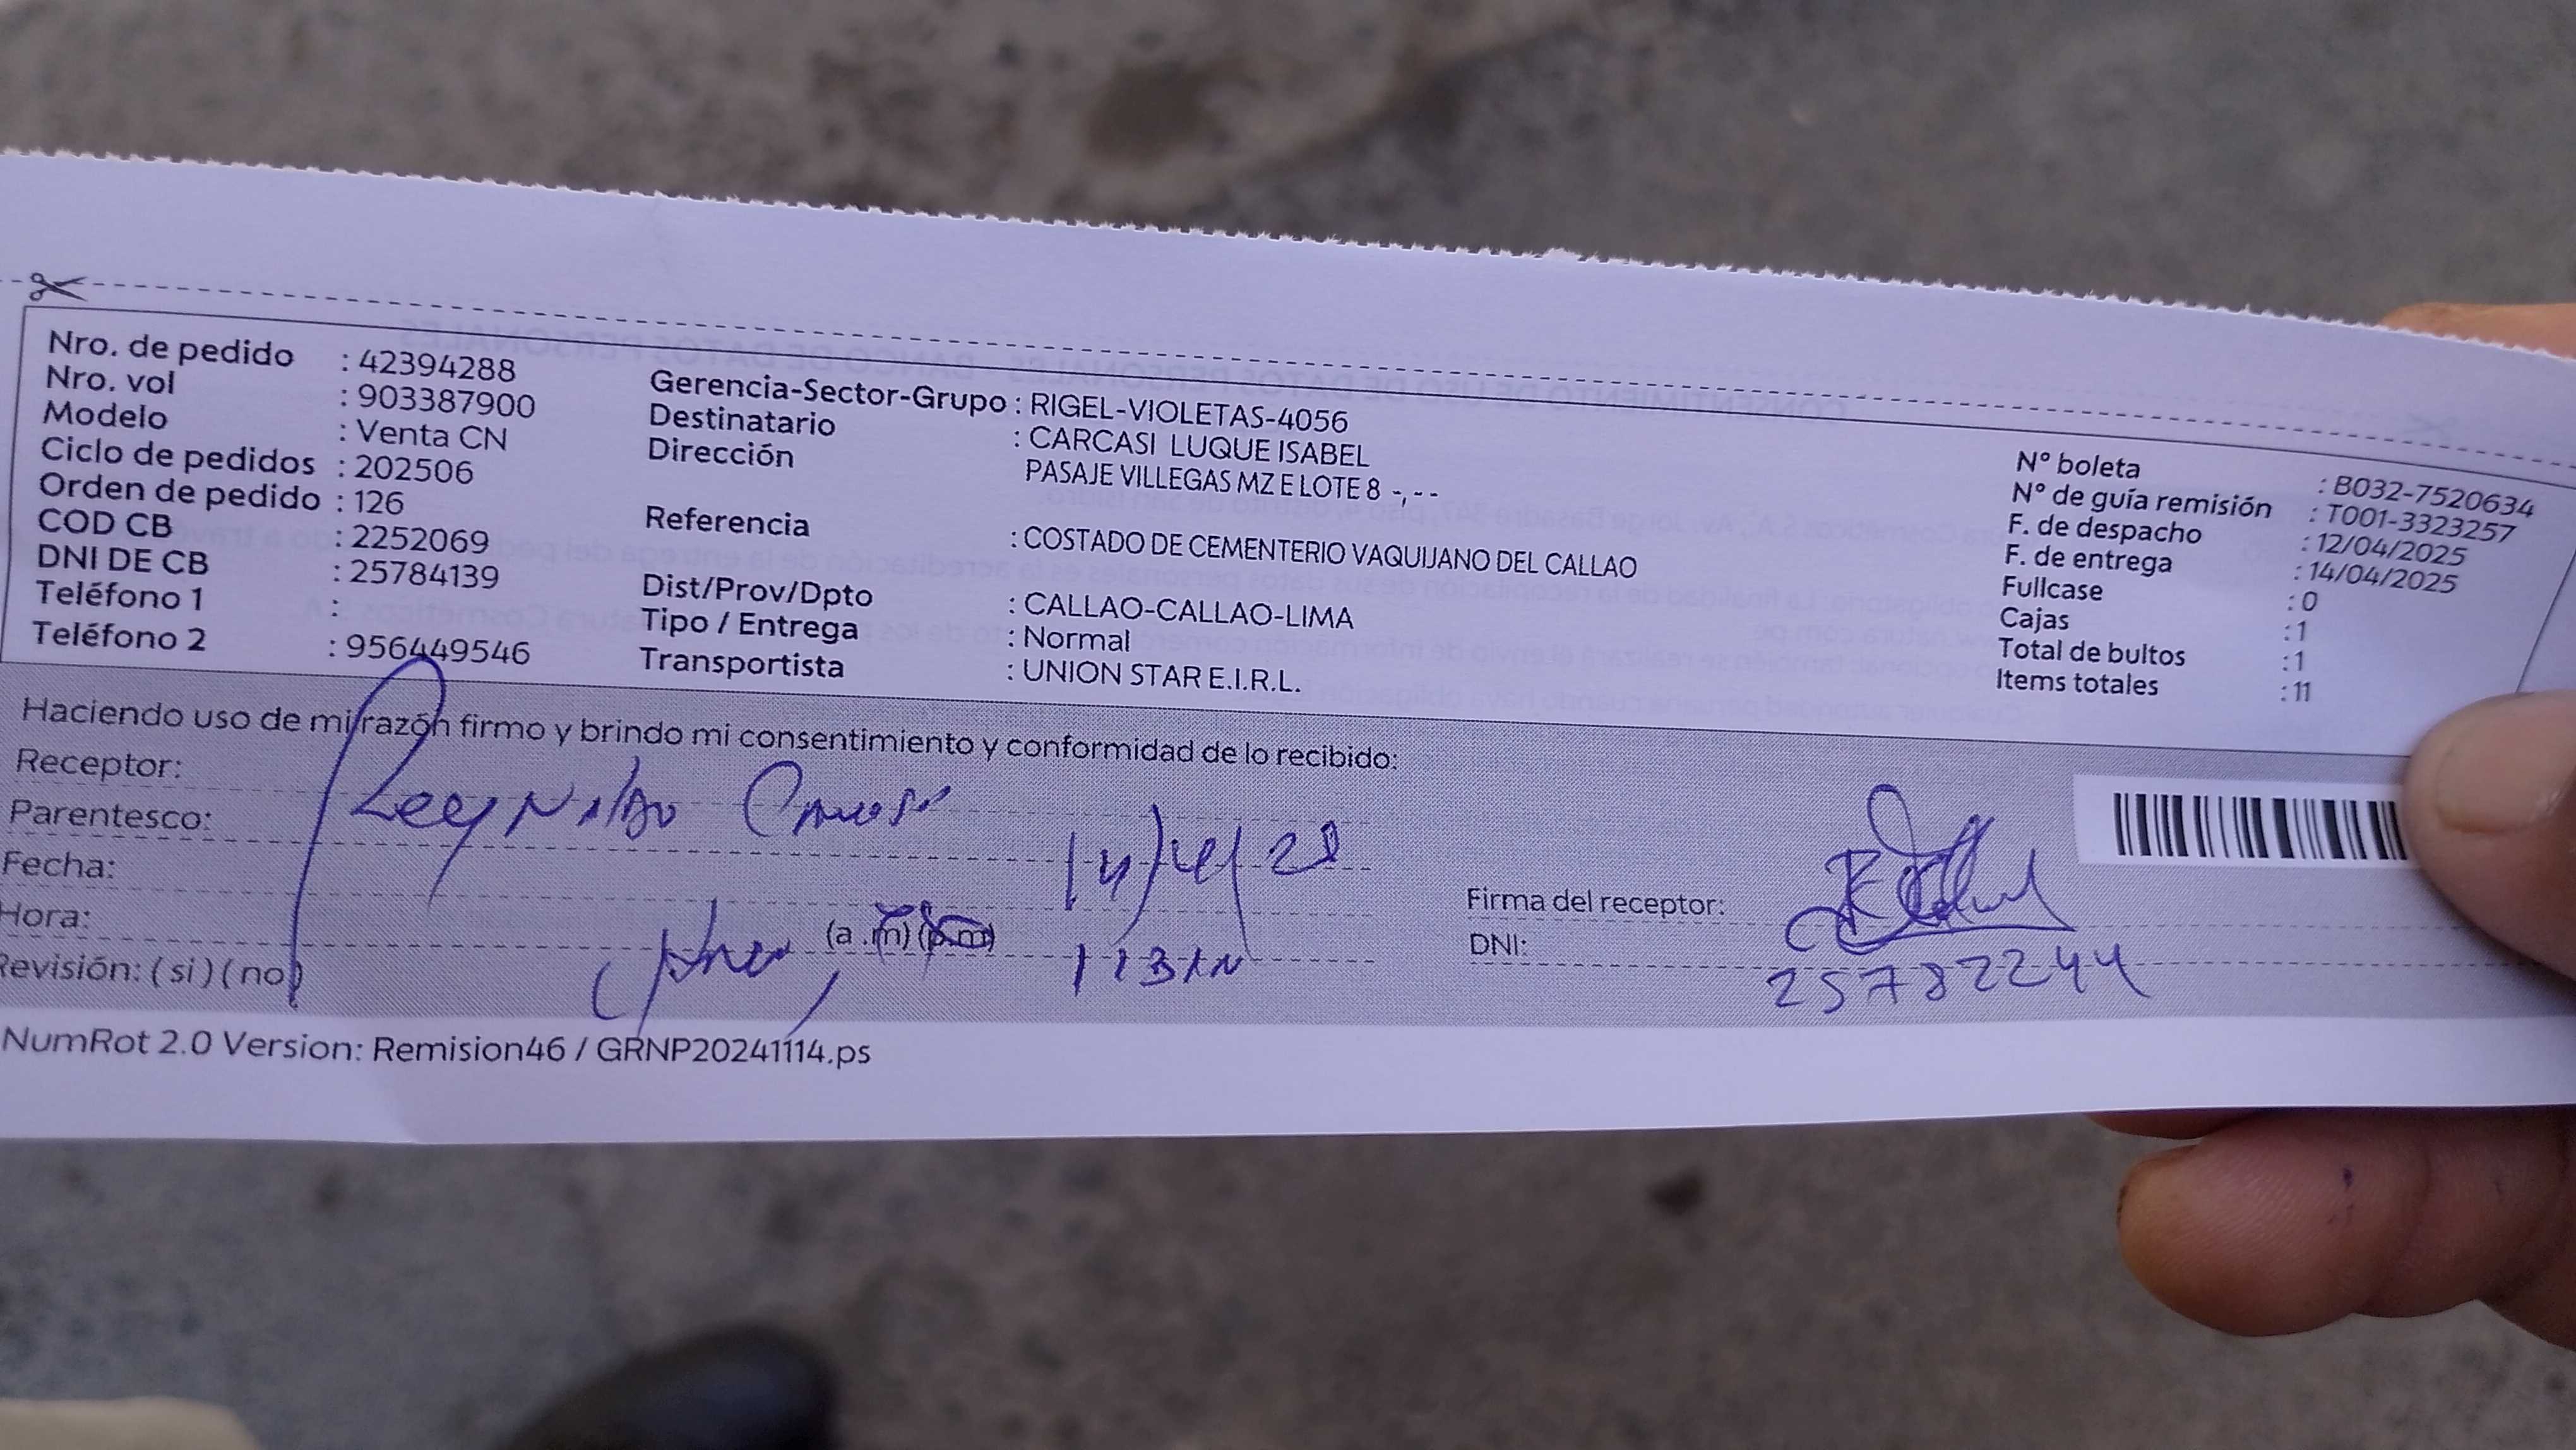 Nro. de pedido : 42394288
Nro. vol : 903387900
Modelo : Venta CN
Ciclo de pedidos : 202506
Orden de pedido : 126
COD CB : 2252069
DNI DE CB : 25784139
Teléfono 1 :
Teléfono 2 : 956449546
Gerencia-Sector-Grupo : RIGEL-VIOLETAS-4056
Destinatario : CARCASI LUQUE ISABEL
Dirección PASAJE VILLEGAS MZ E LOTE 8 -,--
Referencia : COSTADO DE CEMENTERIO VAQUIJANO DEL CALLAO
Dist/Prov/Dpto : CALLAO-CALLAO-LIMA
Tipo / Entrega : Normal
Transportista : UNION STAR E.I.R.L.
N° boleta : B032-7520634
N° de guía remisión : T001-3323257
F. de despacho : 12/04/2025
F. de entrega : 14/04/2025
Fullcase : 0
Cajas : 1
Total de bultos : 1
Items totales : 11
Haciendo uso de mi razón firmo y brindo mi consentimiento y conformidad de lo recibido:
Receptor:
Parentesco:
Fecha:
Hora: (a.m) (p.m)
Revisión: ( si ) ( no )
Firma del receptor:
DNI: 25782244
NumRot 2.0 Version: Remision46 / GRNP20241114.ps